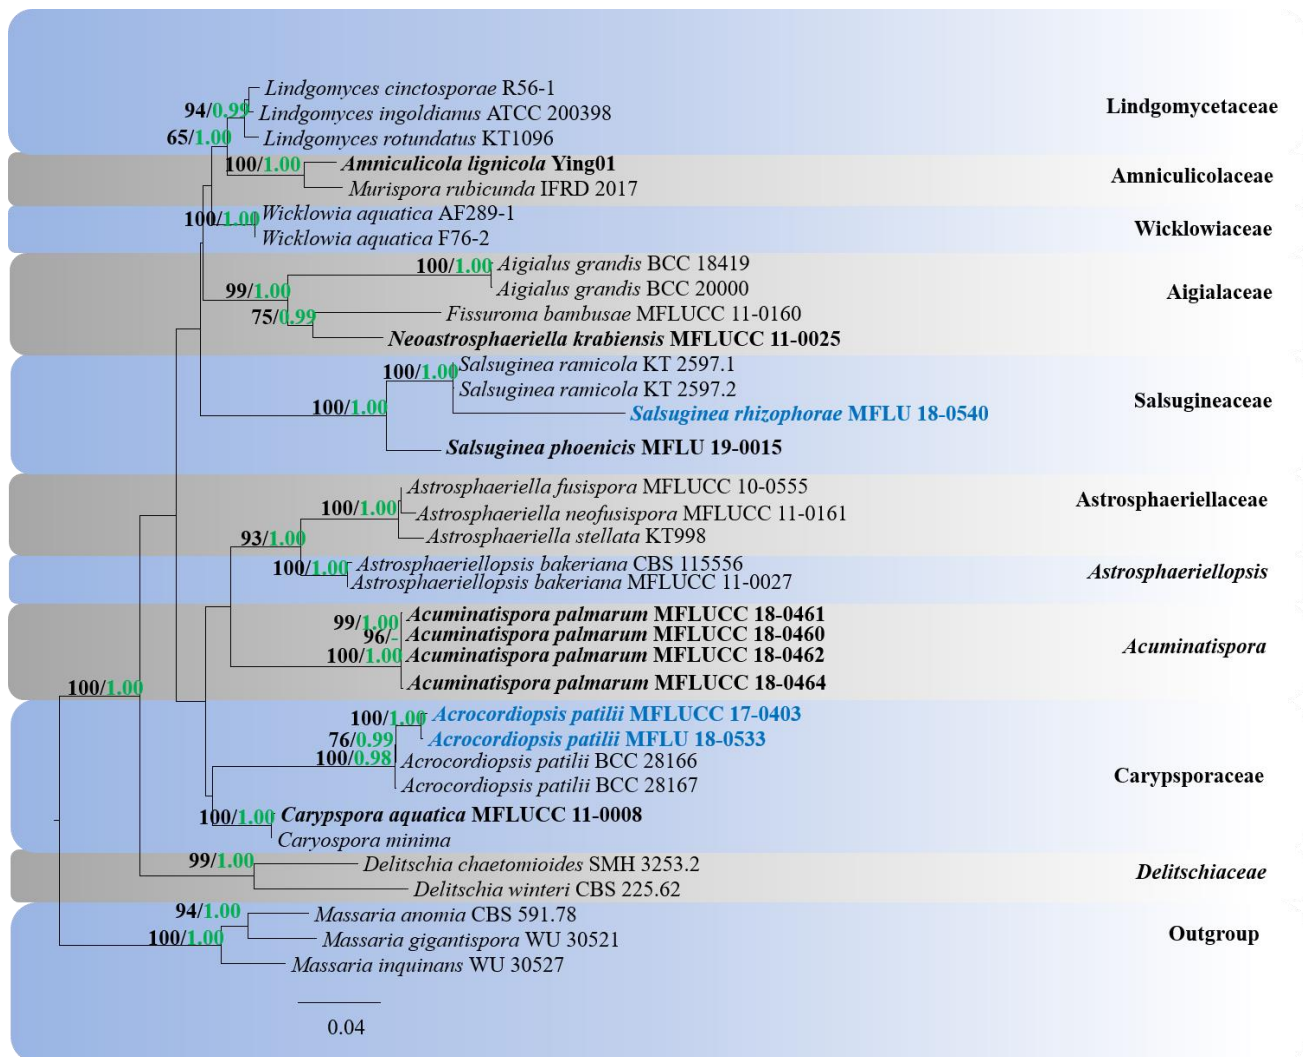 Lindgomyces cinctosporae R56-1
94/0.99
Lindgomyces ingoldianus ATCC 200398
Lindgomycetaceae
65/1.00
Lindgomyces rotundatus KT1096
100/1.00
Amniculicola lignicola Ying01
Amniculicolaceae
Murispora rubicunda IFRD 2017
100/1.00
Wicklowia aquatica AF289-1
Wicklowiaceae
Wicklowia aquatica F76-2
100/1.00
Aigialus grandis BCC 18419
99/1.00
Aigialus grandis BCC 20000
Aigialaceae
75/0.99
Fissuroma bambusae MFLUCC 11-0160
Neoastrosphaeriella krabiensis MFLUCC 11-0025
100/1.00
Salsuginea ramicola KT 2597.1
Salsuginea ramicola KT 2597.2
Salsugineaceae
100/1.00
Salsuginea rhizophorae MFLU 18-0540
Salsuginea phoenicis MFLU 19-0015
Astrosphaeriella fusispora MFLUCC 10-0555
Astrosphaeriellaceae
100/1.00
Astrosphaeriella neofusispora MFLUCC 11-0161
93/1.00
Astrosphaeriella stellata KT998
100/1.00
Astrosphaeriellopsis bakeriana CBS 115556
Astrosphaeriellopsis
Astrosphaeriellopsis bakeriana MFLUCC 11-0027
99/1.00
Acuminatispora palmarum MFLUCC 18-0461
96/-
Acuminatispora palmarum MFLUCC 18-0460
Acuminatispora
100/1.00
Acuminatispora palmarum MFLUCC 18-0462
Acuminatispora palmarum MFLUCC 18-0464
100/1.00
100/1.00
Acrocordiopsis patilii MFLUCC 17-0403
76/0.99
Acrocordiopsis patilii MFLU 18-0533
100/0.98
Acrocordiopsis patilii BCC 28166
Carypsporaceae
Acrocordiopsis patilii BCC 28167
100/1.00
Carypspora aquatica MFLUCC 11-0008
Caryospora minima
99/1.00
Delitschia chaetomioides SMH 3253.2
Delitschiaceae
Delitschia winteri CBS 225.62
94/1.00
Massaria anomia CBS 591.78
100/1.00
Massaria gigantispora WU 30521
Outgroup
Massaria inquinans WU 30527
0.04